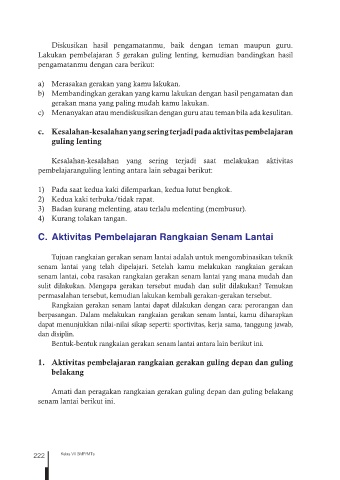 Diskusikan hasil pengamatanmu, baik dengan teman maupun guru.
Lakukan pembelajaran 5 gerakan guling lenting, kemudian bandingkan hasil
pengamatanmu dengan cara berikut:
a) Merasakan gerakan yang kamu lakukan.
b) Membandingkan gerakan yang kamu lakukan dengan hasil pengamatan dan
gerakan mana yang paling mudah kamu lakukan.
c) Menanyakan atau mendiskusikan dengan guru atau teman bila ada kesulitan.
c. Kesalahan-kesalahan yang sering terjadi pada aktivitas pembelajaran
guling lenting
Kesalahan-kesalahan yang sering terjadi saat melakukan aktivitas
pembelajaranguling lenting antara lain sebagai berikut:
1) Pada saat kedua kaki dilemparkan, kedua lutut bengkok.
2) Kedua kaki terbuka/tidak rapat.
3) Badan kurang melenting, atau terlalu melenting (membusur).
4) Kurang tolakan tangan.
C. Aktivitas Pembelajaran Rangkaian Senam Lantai
Tujuan rangkaian gerakan senam lantai adalah untuk mengombinasikan teknik
senam lantai yang telah dipelajari. Setelah kamu melakukan rangkaian gerakan
senam lantai, coba rasakan rangkaian gerakan senam lantai yang mana mudah dan
sulit dilakukan. Mengapa gerakan tersebut mudah dan sulit dilakukan? Temukan
permasalahan tersebut, kemudian lakukan kembali gerakan-gerakan tersebut.
Rangkaian gerakan senam lantai dapat dilakukan dengan cara: perorangan dan
berpasangan. Dalam melakukan rangkaian gerakan senam lantai, kamu diharapkan
dapat menunjukkan nilai-nilai sikap seperti: sportivitas, kerja sama, tanggung jawab,
dan disiplin.
Bentuk-bentuk rangkaian gerakan senam lantai antara lain berikut ini.
1. Aktivitas pembelajaran rangkaian gerakan guling depan dan guling
belakang
Amati dan peragakan rangkaian gerakan guling depan dan guling belakang
senam lantai berikut ini.
222 Kelas VII SMP/MTs